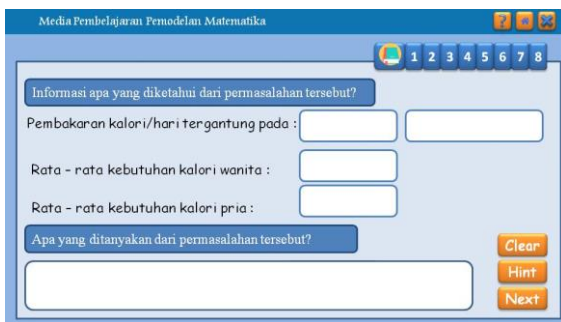 Media Pembelajaran Pemodelan Matematika
? «
1 2 3 4 5 6 7 8
Informasi apa yang diketahui dari permasalahan tersebut?
Pembakaran kalori/hari tergantung pada :
Rata - rata kebutuhan kalori wanita :
Rata - rata kebutuhan kalori pria :
Apa yang ditanyakan dari permasalahan tersebut?
Clear
Hint
Next